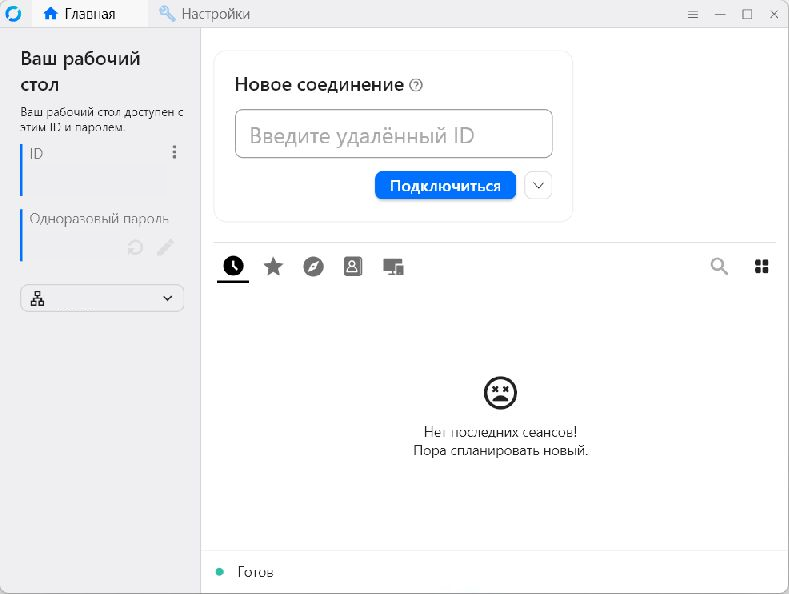 Главная
Настройки
Ваш рабочий
стол
Ваш рабочий стол доступен с
этим ID и паролем.
ID
Одноразовый пароль
Новое соединение
Введите удалённый ID
Подключиться
Нет последних сеансов!
Пора спланировать новый.
Готов